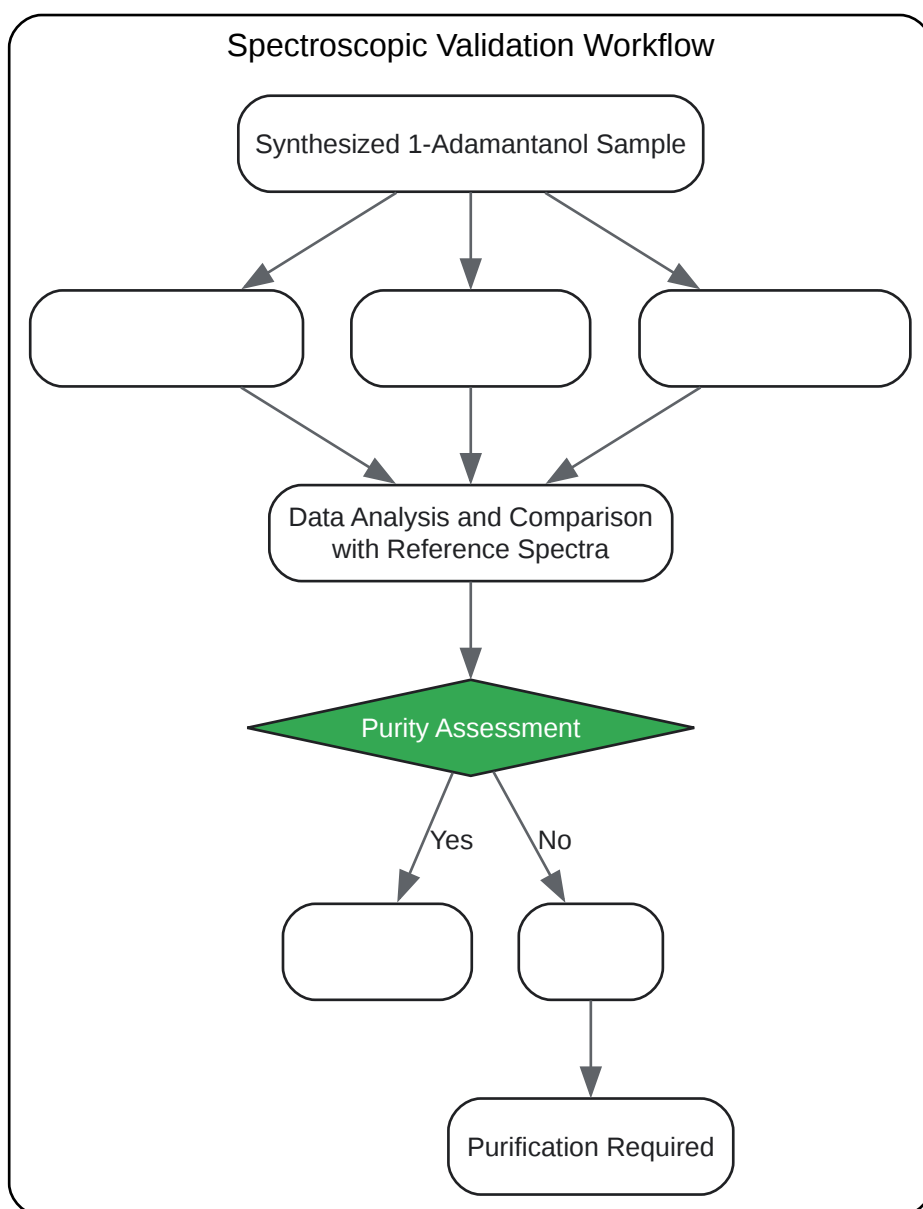 Spectroscopic Validation Workflow
Synthesized 1-Adamantanol Sample
Data Analysis and Comparison
with Reference Spectra
Purity Assessment
Yes
No
Purification Required